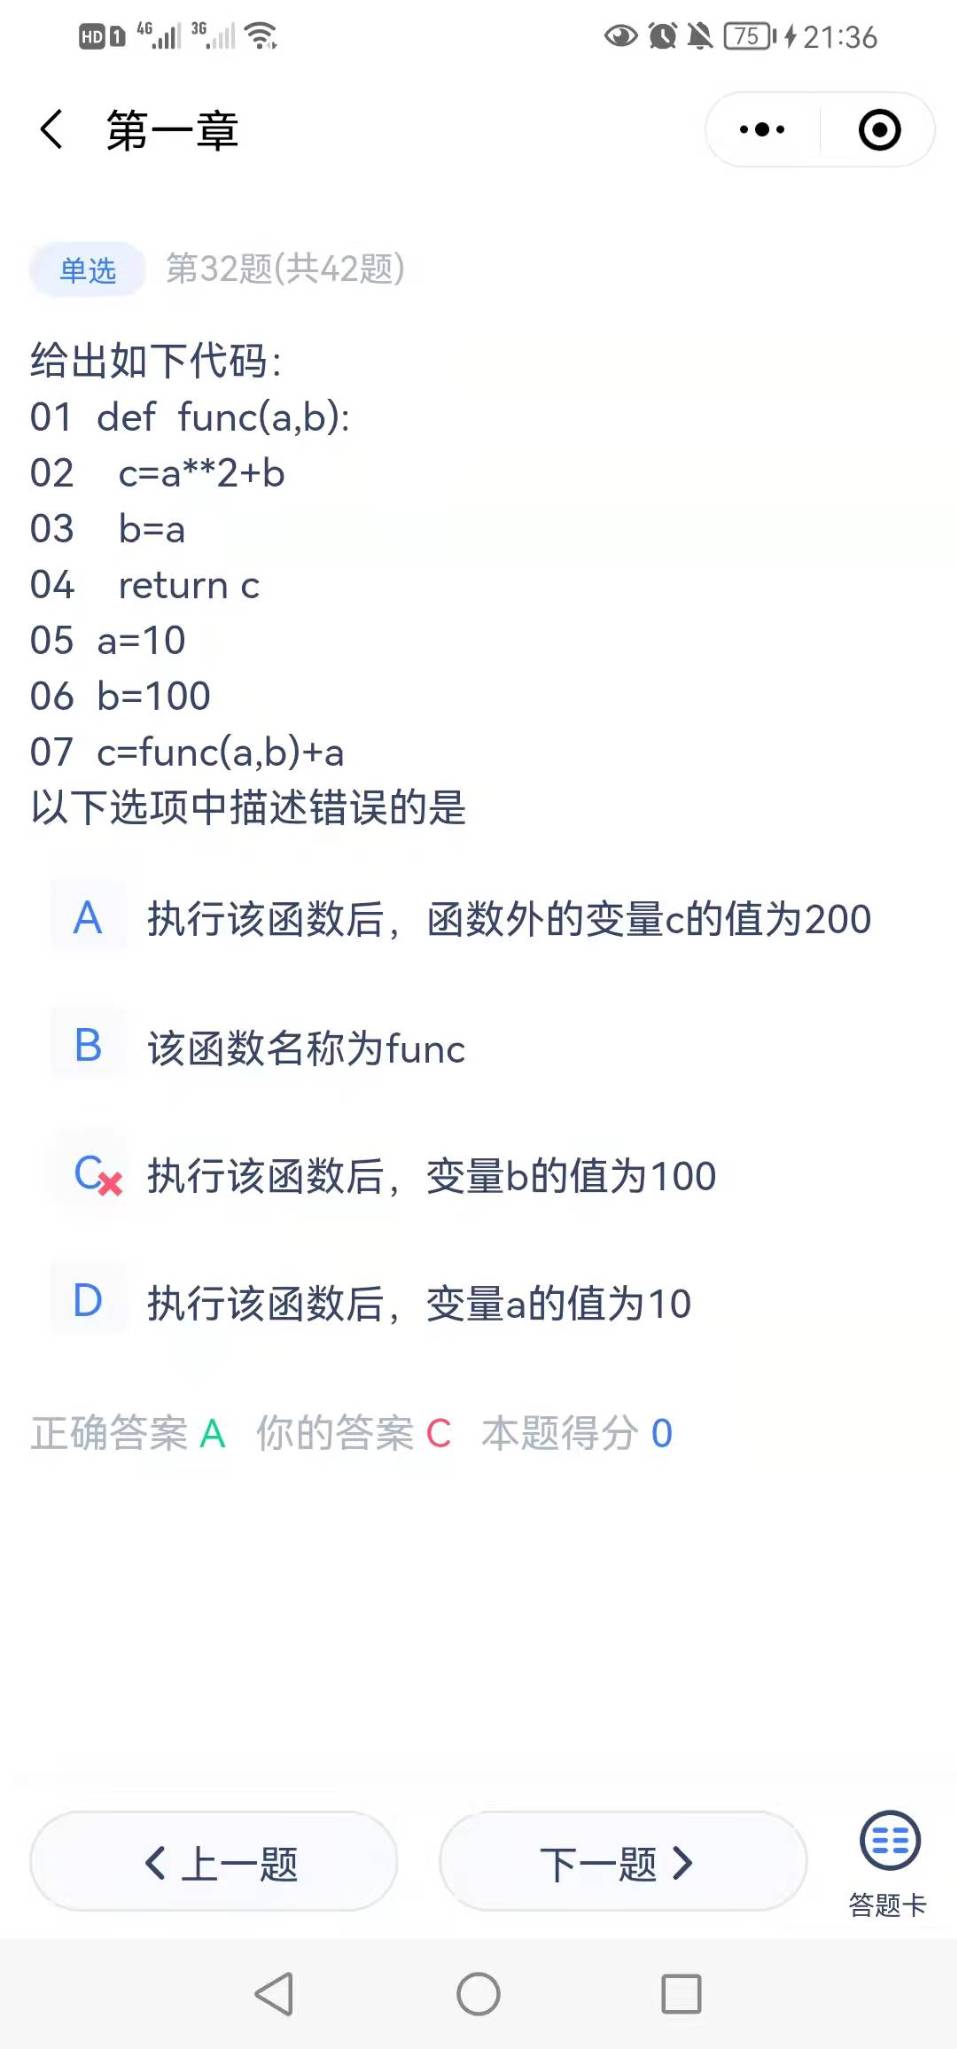 HD 1 4G 3G 75 21:36
第一章
单选 第32题(共42题)
给出如下代码:
01 def func(a,b):
02 c=a**2+b
03 b=a
04 return c
05 a=10
06 b=100
07 c=func(a,b)+a
以下选项中描述错误的是
A 执行该函数后，函数外的变量c的值为200
B 该函数名称为func
C 执行该函数后，变量b的值为100
D 执行该函数后，变量a的值为10
正确答案 A 你的答案 C 本题得分 0
上一题 下一题
答题卡